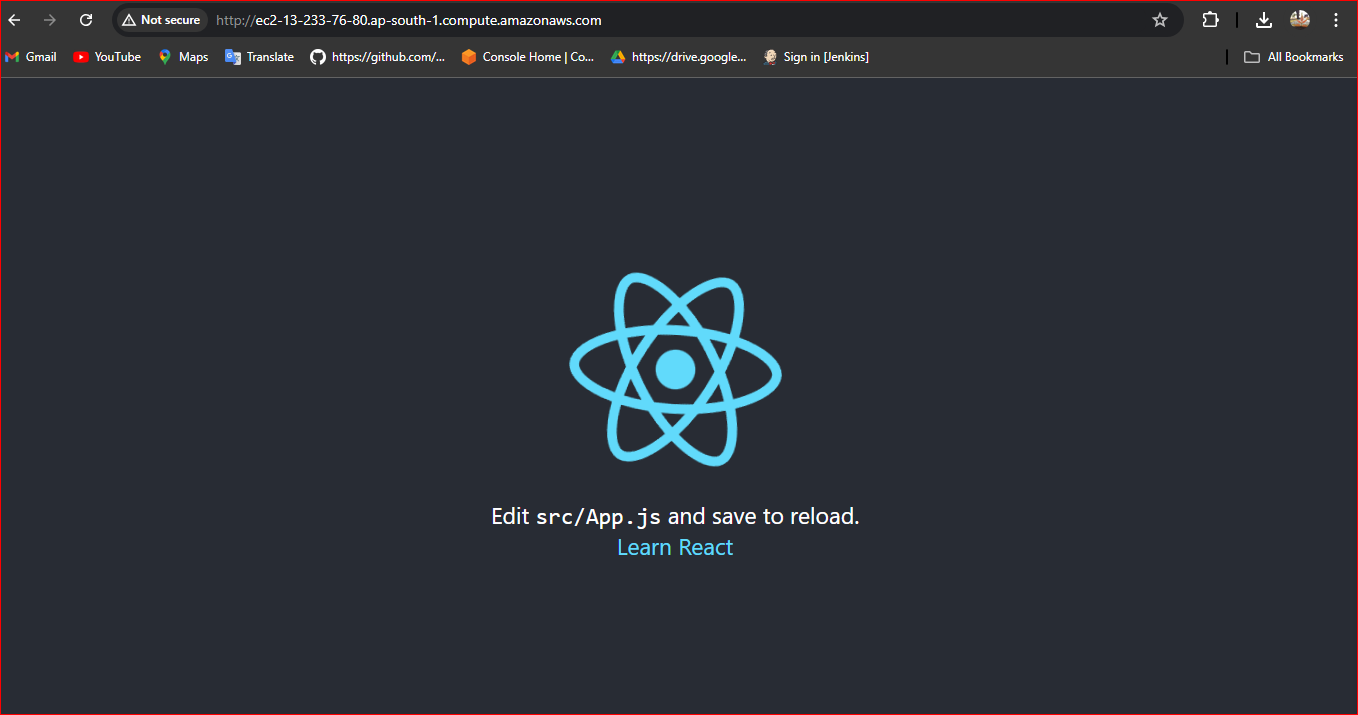 Not secure http://ec2-13-233-76-80.ap-south-1.compute.amazonaws.com
Gmail YouTube Maps Translate https://github.com/... Console Home | Co... https://drive.google... Sign in [Jenkins] All Bookmarks
Edit src/App.js and save to reload.
Learn React